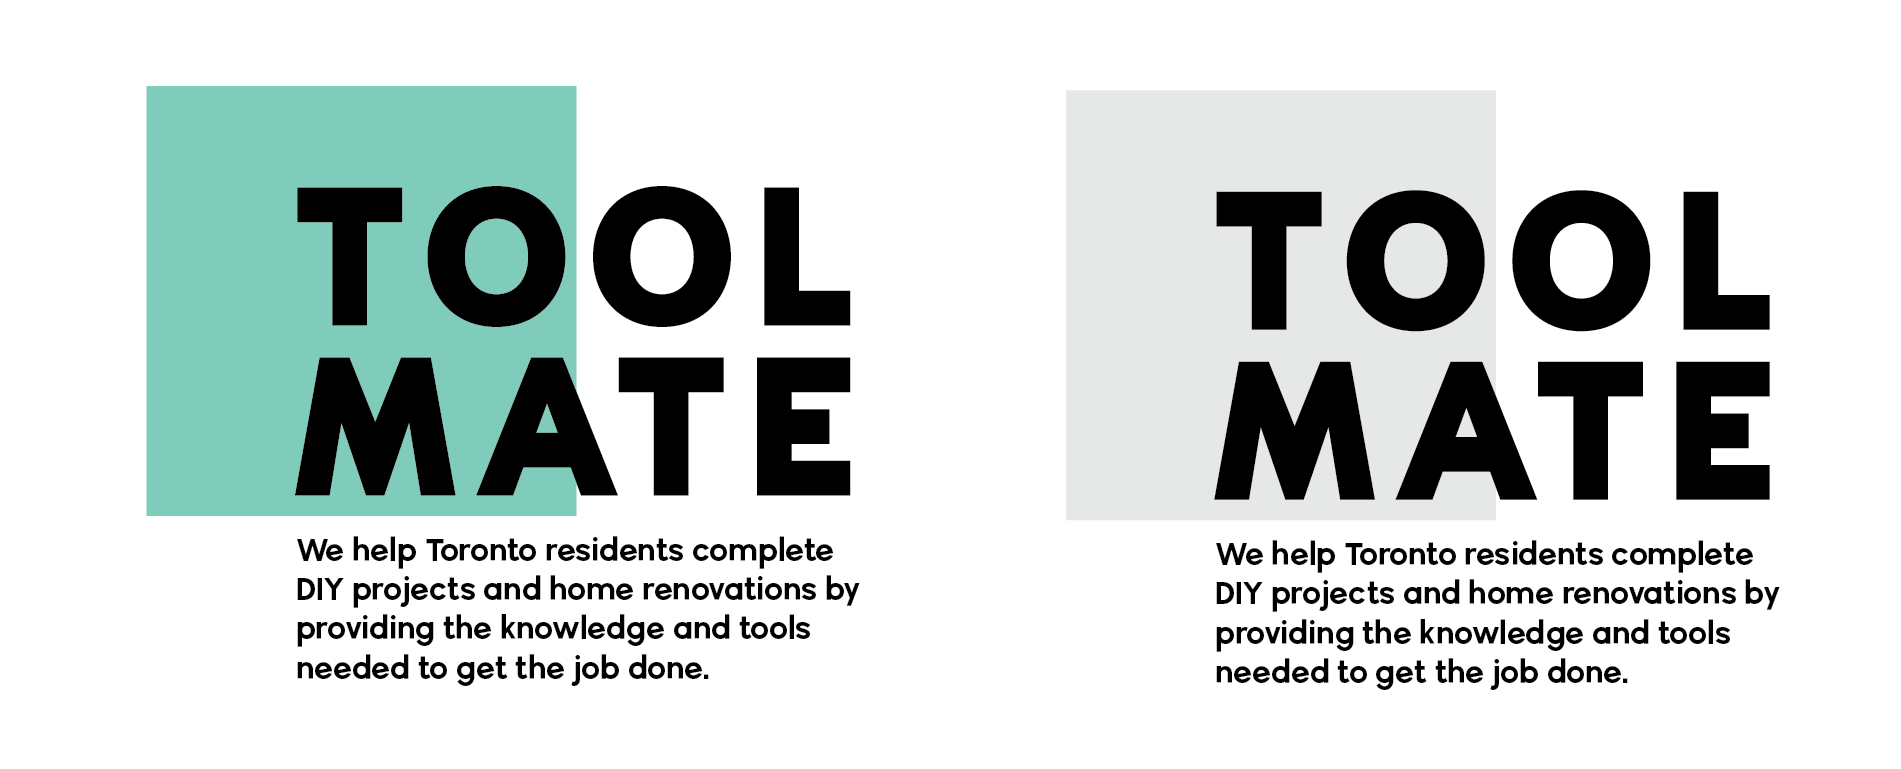 TOOL
MATE
We help Toronto residents complete
DIY projects and home renovations by
providing the knowledge and tools
needed to get the job done.
TOOL
MATE
We help Toronto residents complete
DIY projects and home renovations by
providing the knowledge and tools
needed to get the job done.